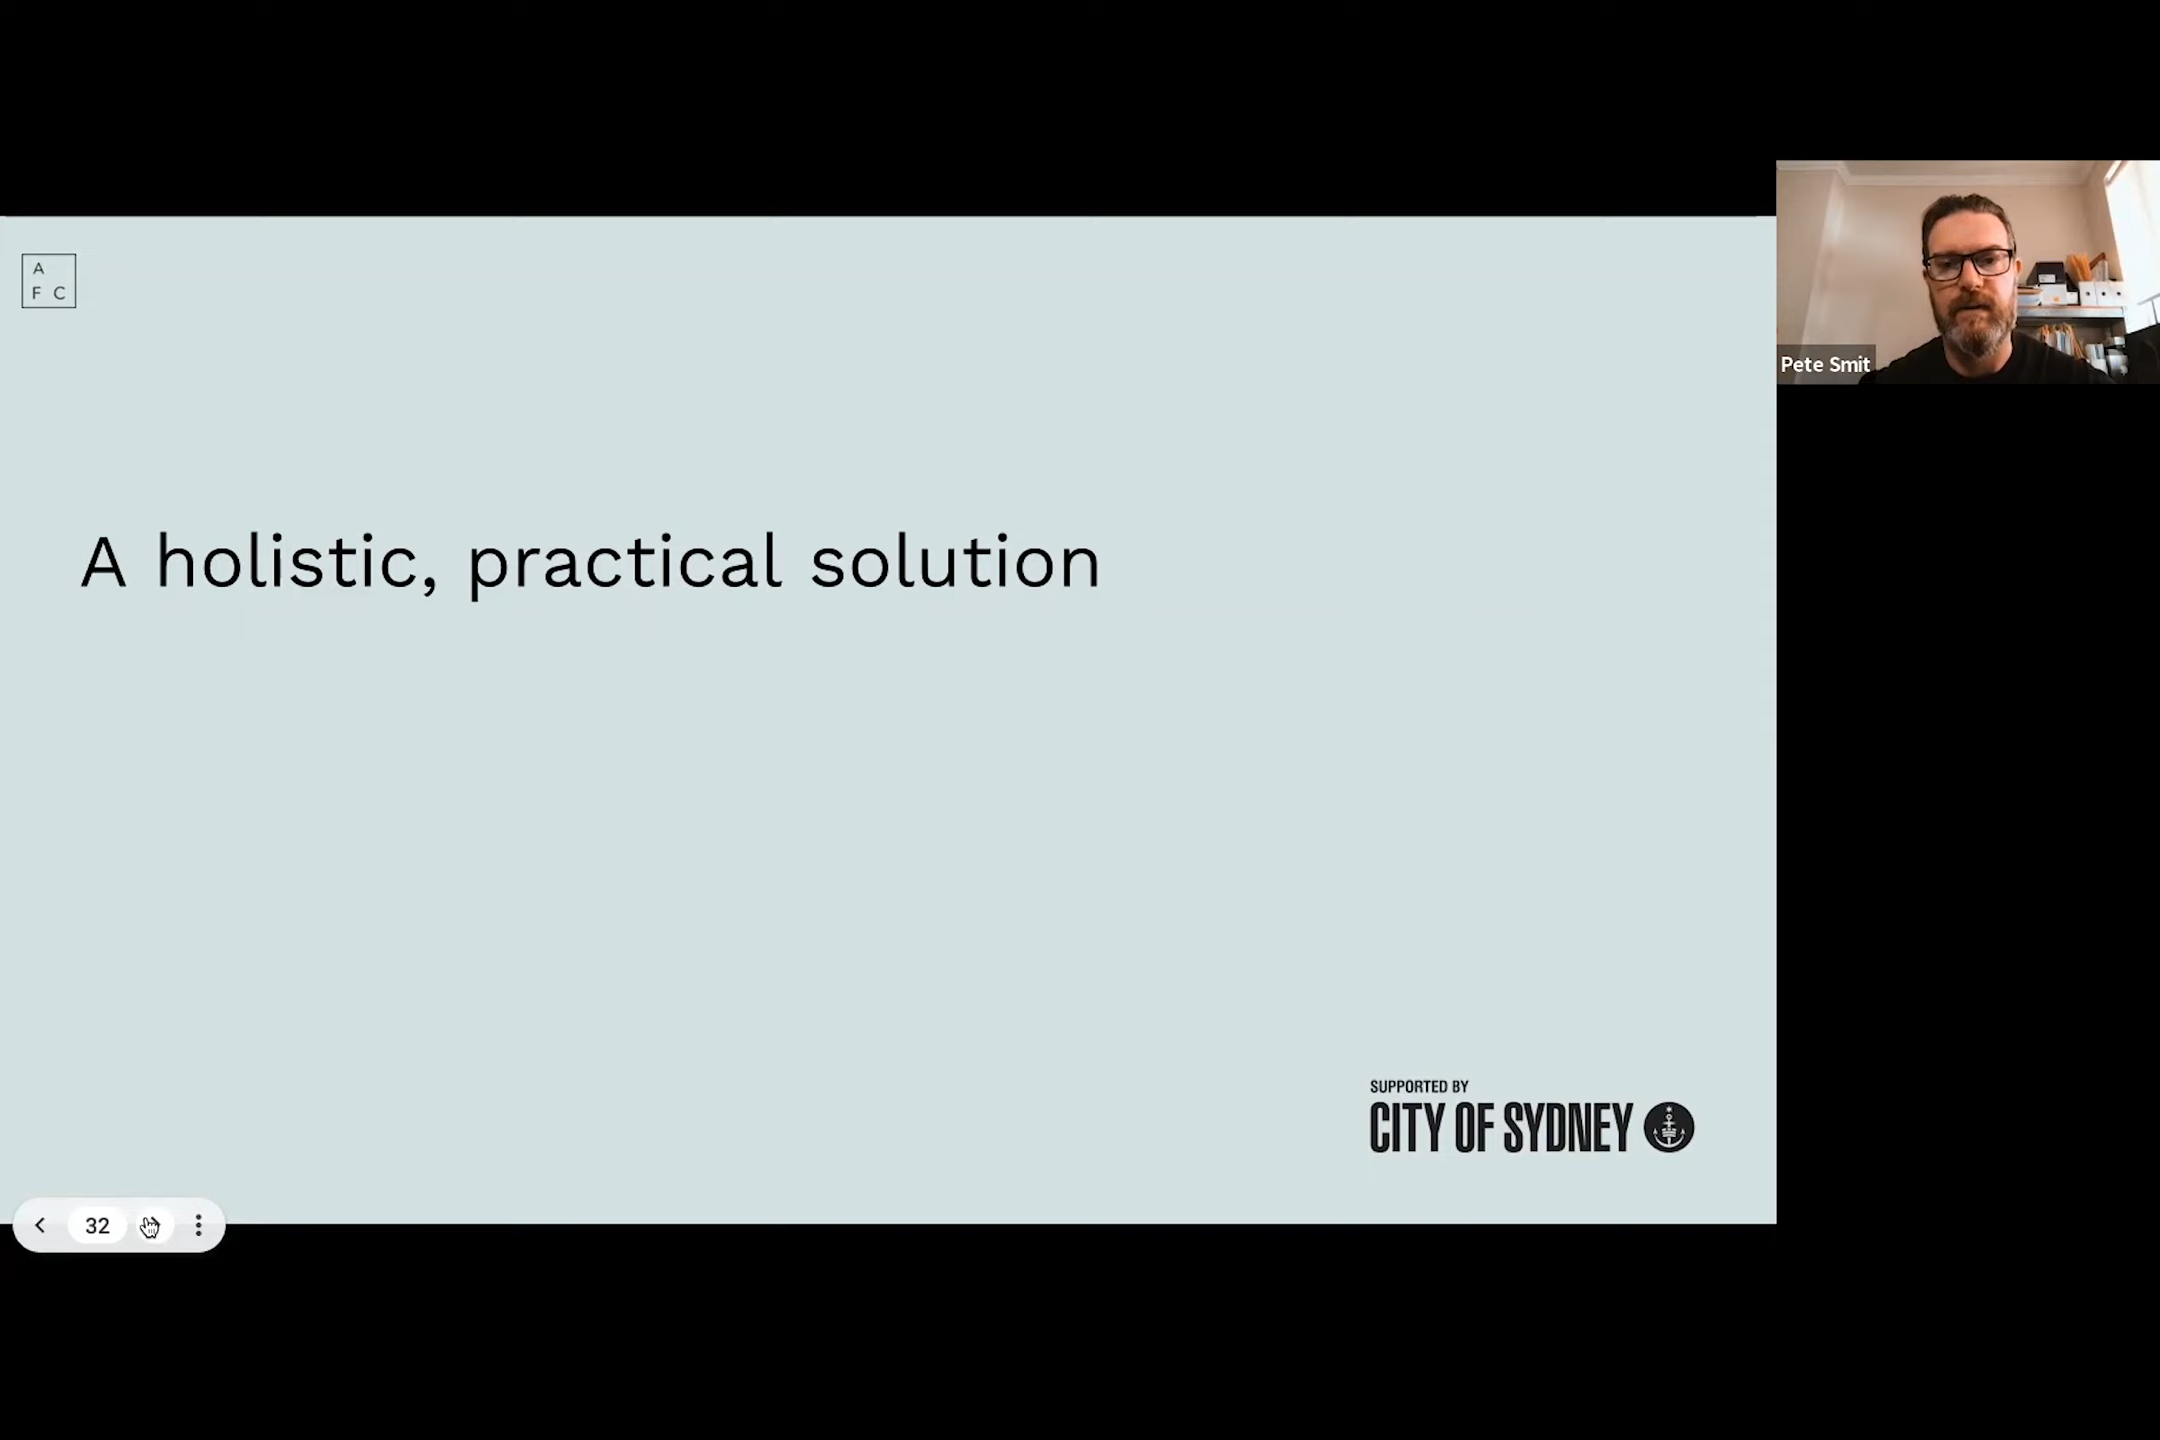 A
F C
Pete Smit
A holistic, practical solution
SUPPORTED BY
CITY OF SYDNEY
32